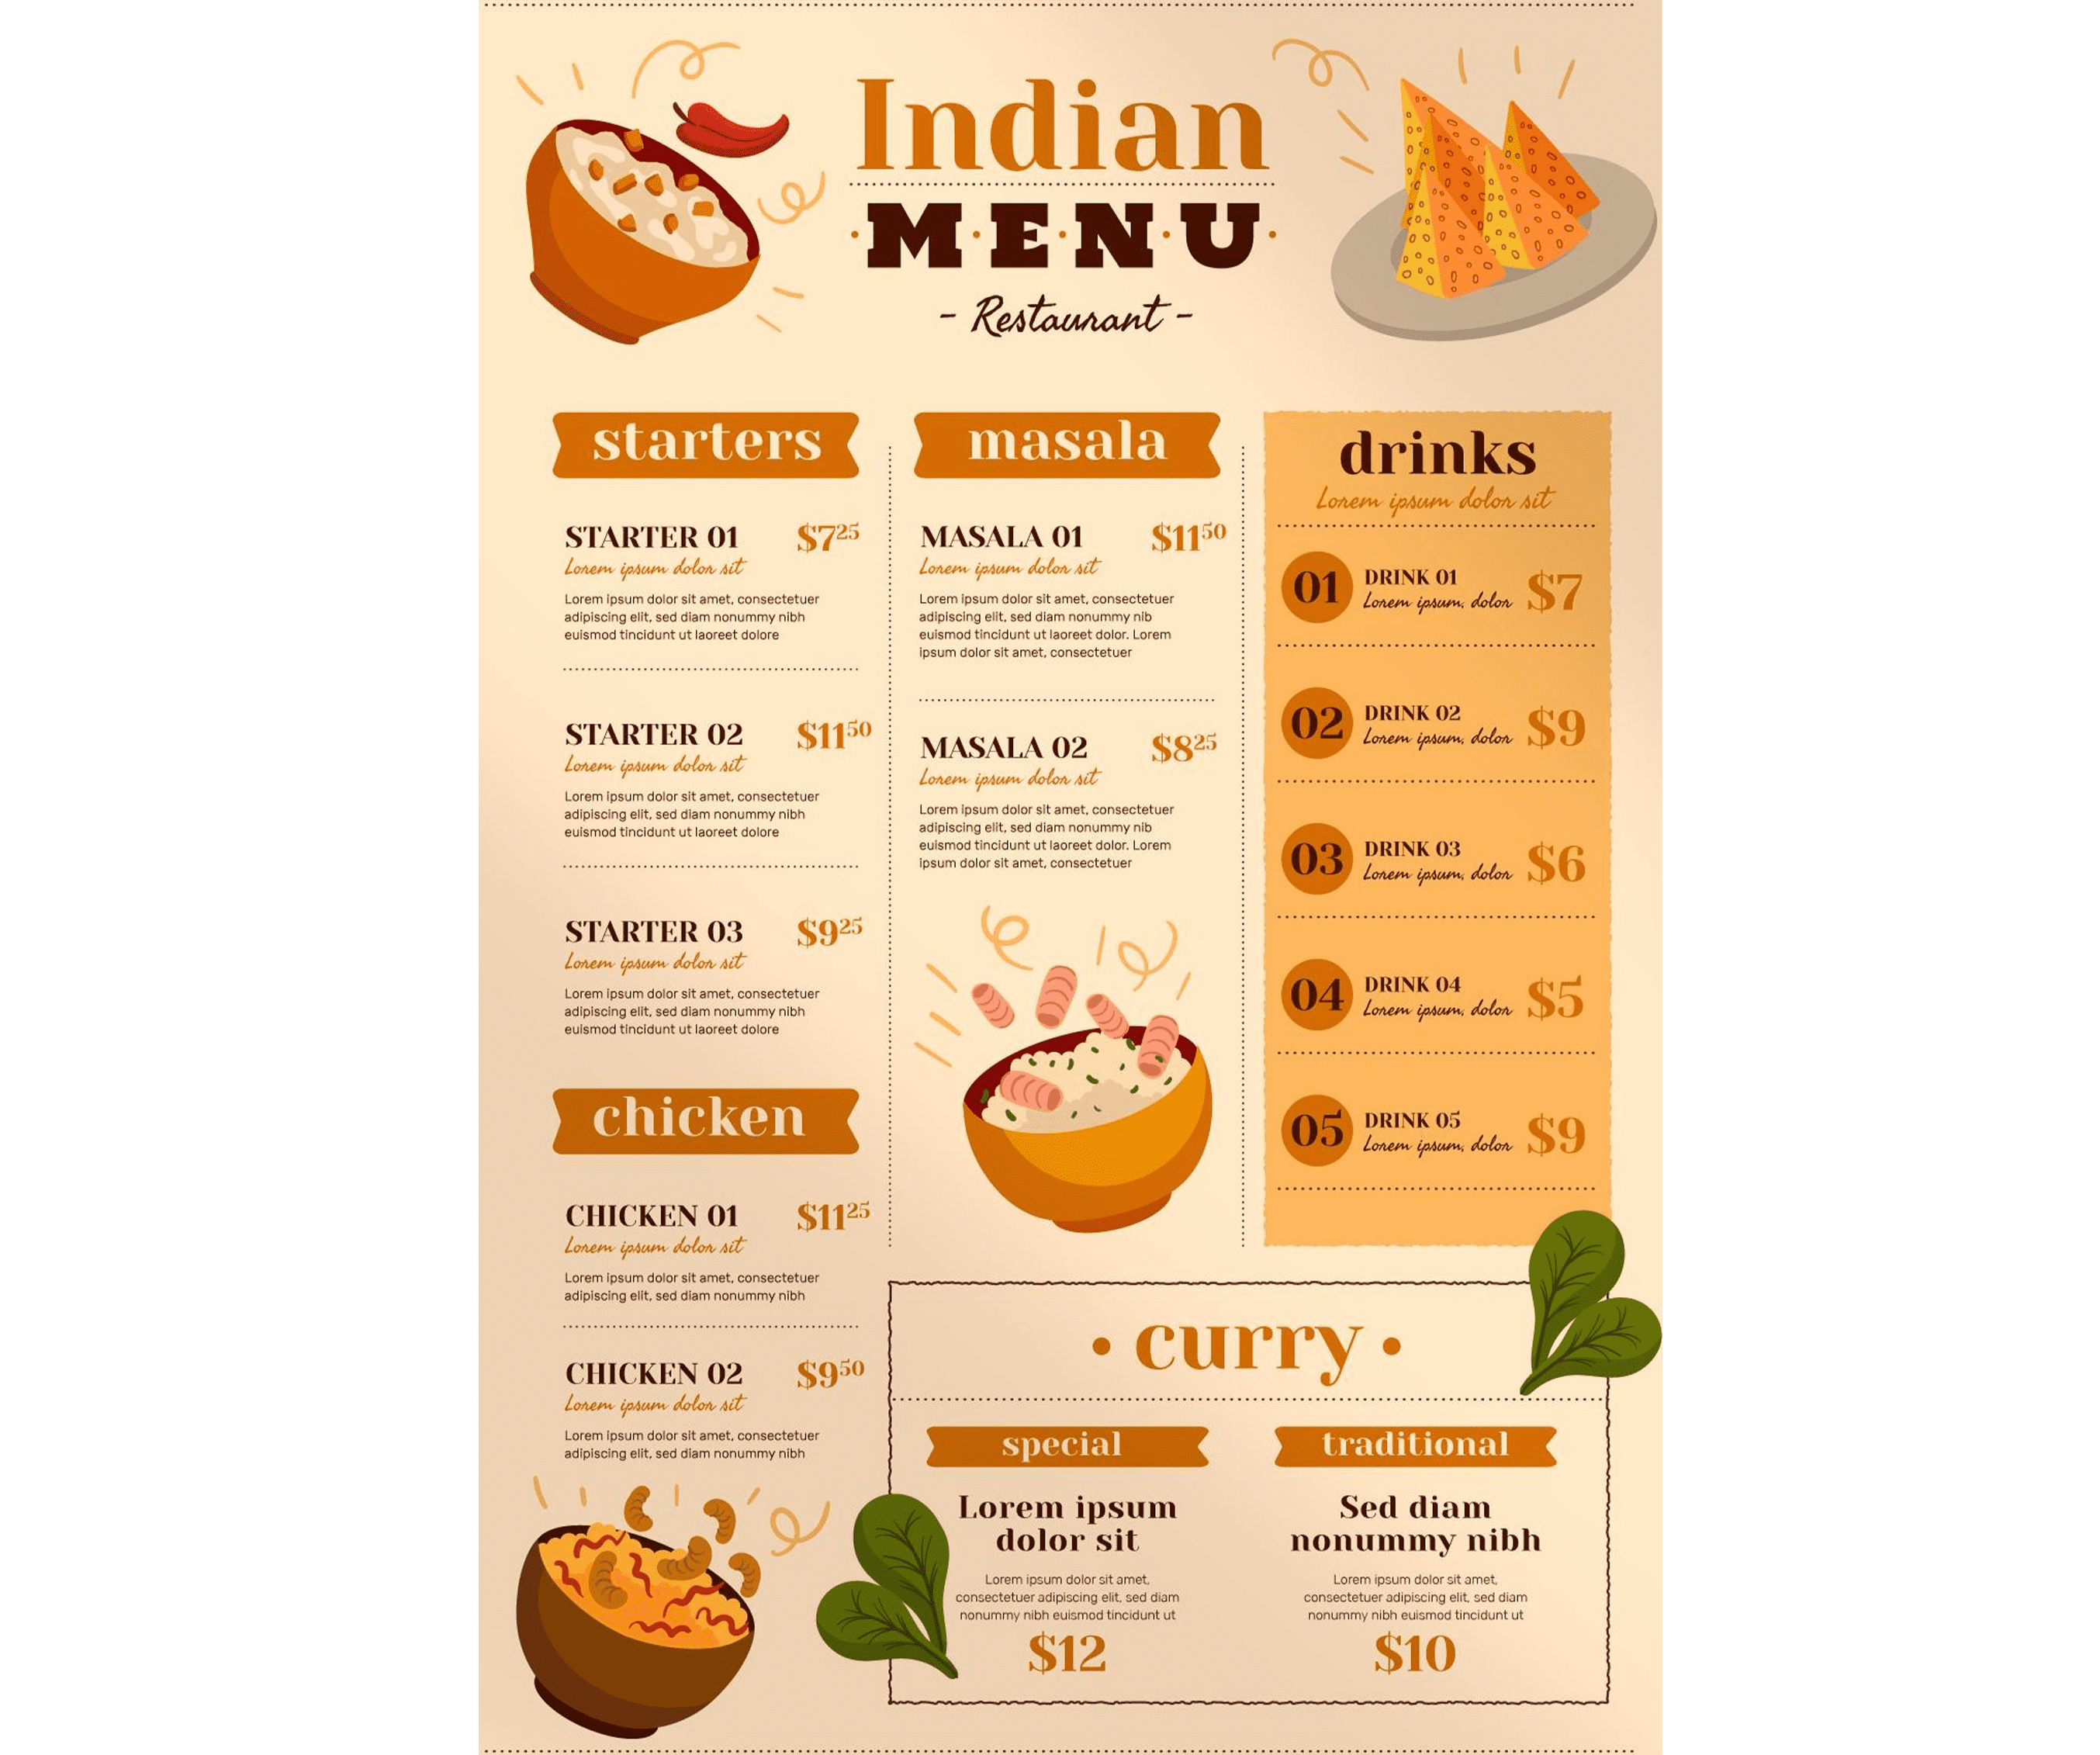 Indian
MENU
- Restaurant -
starters
STARTER 01 $7 25
Lorem ipsum dolor sit
Lorem ipsum dolor sit amet, consectetuer
adipiscing elit, sed diam nonummy nibh
euismod tincidunt ut laoreet dolore
STARTER 02 $11 50
Lorem ipsum dolor sit
Lorem ipsum dolor sit amet, consectetuer
adipiscing elit, sed diam nonummy nibh
euismod tincidunt ut laoreet dolore
STARTER 03 $9 25
Lorem ipsum dolor sit
Lorem ipsum dolor sit amet, consectetuer
adipiscing elit, sed diam nonummy nibh
euismod tincidunt ut laoreet dolore
chicken
CHICKEN 01 $11 25
Lorem ipsum dolor sit
Lorem ipsum dolor sit amet, consectetuer
adipiscing elit, sed diam nonummy nibh
CHICKEN 02 $9 50
Lorem ipsum dolor sit
Lorem ipsum dolor sit amet, consectetuer
adipiscing elit, sed diam nonummy nibh
masala
MASALA 01 $11 50
Lorem ipsum dolor sit
Lorem ipsum dolor sit amet, consectetuer
adipiscing elit, sed diam nonummy nib
euismod tincidunt ut laoreet dolor. Lorem
ipsum dolor sit amet, consectetuer
MASALA 02 $8 25
Lorem ipsum dolor sit
Lorem ipsum dolor sit amet, consectetuer
adipiscing elit, sed diam nonummy nib
euismod tincidunt ut laoreet dolor. Lorem
ipsum dolor sit amet, consectetuer
drinks
Lorem ipsum dolor sit
01 DRINK 01 $7
Lorem ipsum, dolor
02 DRINK 02 $9
Lorem ipsum, dolor
03 DRINK 03 $6
Lorem ipsum, dolor
04 DRINK 04 $5
Lorem ipsum, dolor
05 DRINK 05 $9
Lorem ipsum, dolor
• curry •
special
Lorem ipsum
dolor sit
Lorem ipsum dolor sit amet,
consectetuer adipiscing elit, sed diam
nonummy nibh euismod tincidunt ut
$12
traditional
Sed diam
nonummy nibh
Lorem ipsum dolor sit amet,
consectetuer adipiscing elit, sed diam
nonummy nibh euismod tincidunt ut
$10